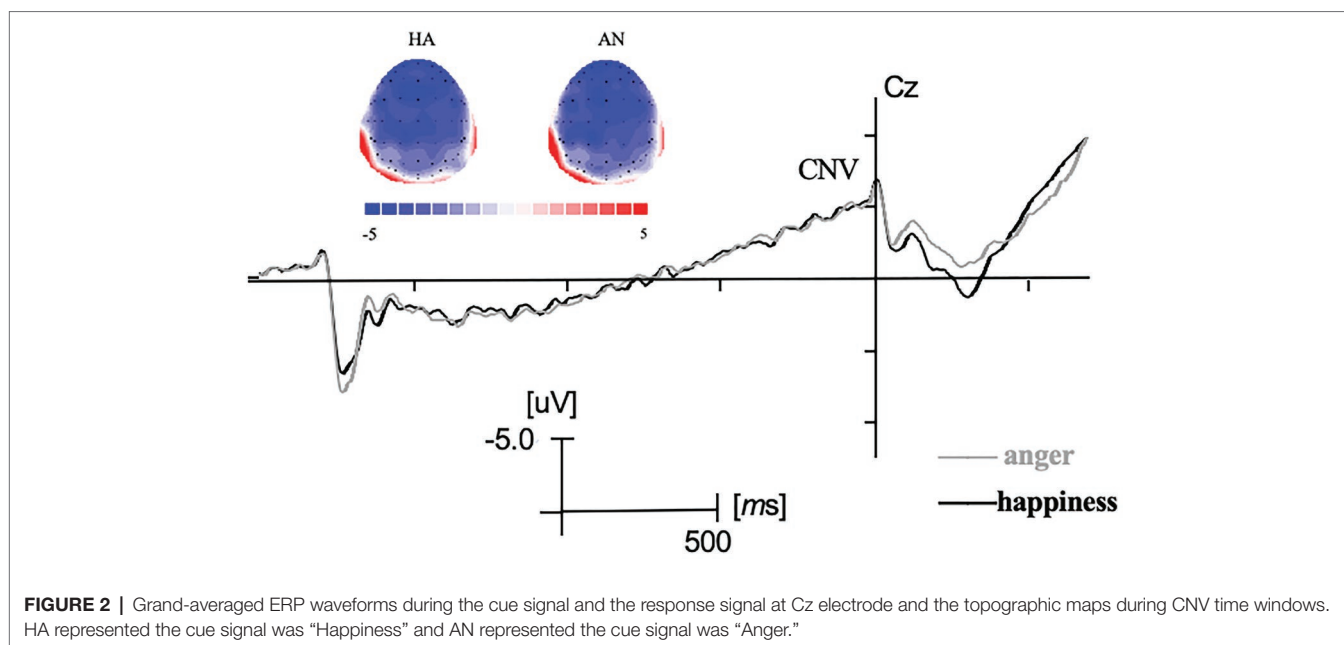 HA
AN
Cz
CNV
-5
5
[uV]
-5.0
[ms]
500
anger
happiness
FIGURE 2 | Grand-averaged ERP waveforms during the cue signal and the response signal at Cz electrode and the topographic maps during CNV time windows.
HA represented the cue signal was “Happiness” and AN represented the cue signal was “Anger.”